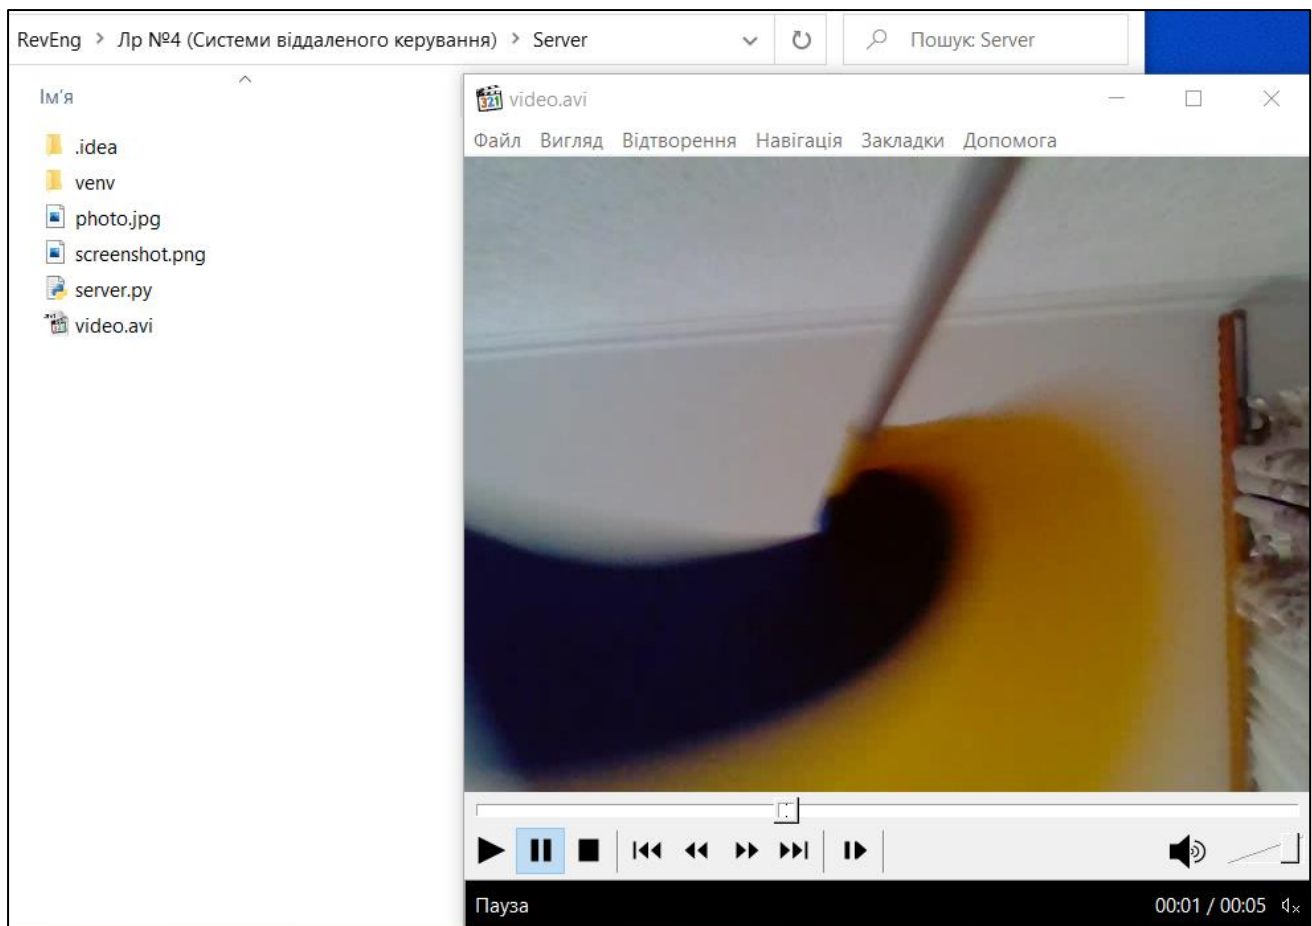 RevEng > Лр №4 (Системи віддаленого керування) > Server
Пошук: Server
Ім'я
.idea
venv
photo.jpg
screenshot.png
server.py
video.avi
video.avi
Файл Вигляд Відтворення Навігація Закладки Допомога
Пауза
00:01 / 00:05